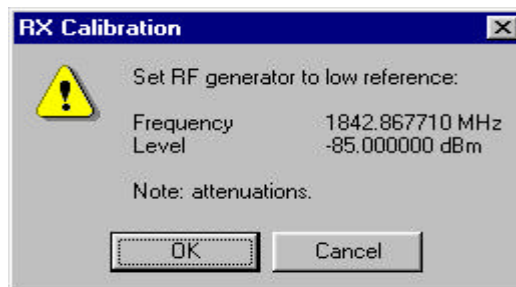 RX Calibration
Set RF generator to low reference:
Frequency 1842.867710 MHz
Level -85.000000 dBm
Note: attenuations.
OK Cancel